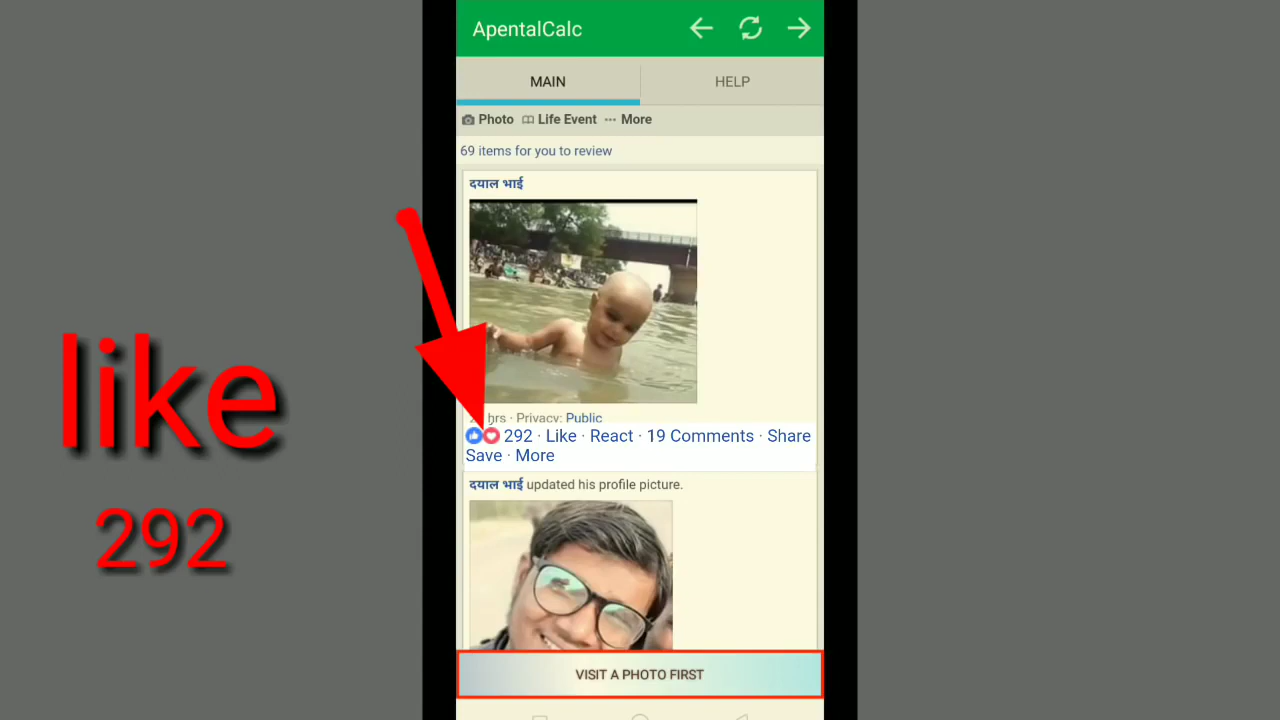 ApentalCalc
MAIN
HELP
Photo Life Event ··· More
69 items for you to review
दयाल भाई
hrs · Privacy: Public
292 · Like · React · 19 Comments · Share
Save · More
दयाल भाई updated his profile picture.
VISIT A PHOTO FIRST
like
292